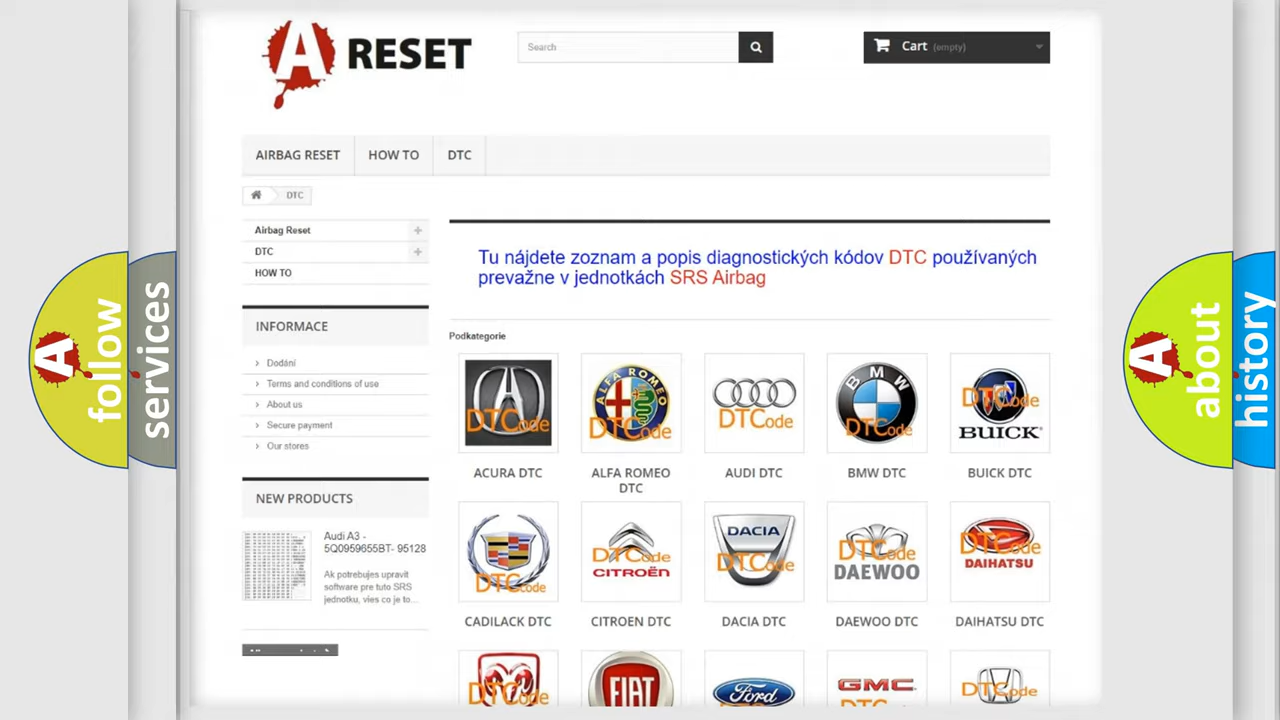 A RESET
Search
Cart (empty)
AIRBAG RESET
HOW TO
DTC
DTC
Airbag Reset
DTC
HOW TO
INFORMACE
Dodání
Terms and conditions of use
About us
Secure payment
Our stores
NEW PRODUCTS
Audi A3 -
5Q0959655BT- 95128
Ak potrebujes upravit
software pre tuto SRS
jednotku, vies co je to...
Tu nájdete zoznam a popis diagnostických kódov DTC používaných
prevažne v jednotkách SRS Airbag
Podkategorie
DTCode
ALFA ROMEO
DTCode
DTCode
BMW
DTCode
DTCode
BUICK
ACURA DTC
ALFA ROMEO
DTC
AUDI DTC
BMW DTC
BUICK DTC
DTCode
DTCode
CITROËN
DACIA
DTCode
DTCode
DAEWOO
DTCode
DAIHATSU
CADILACK DTC
CITROEN DTC
DACIA DTC
DAEWOO DTC
DAIHATSU DTC
DTCode
FIAT
Ford
GMC
DTCode
A follow
services
A about
history